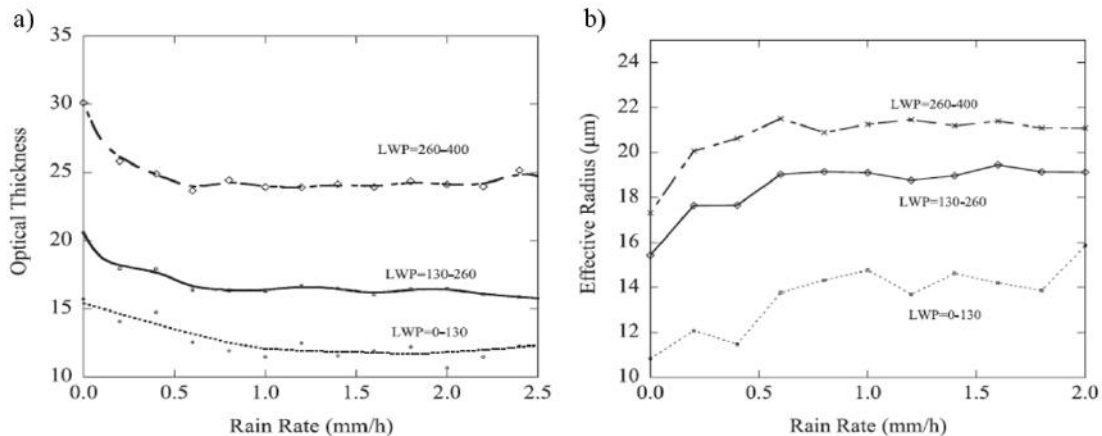 a)
35
30
25
20
15
10
Optical Thickness
LWP=260-400
LWP=130-260
LWP=0-130
0.0 0.5 1.0 1.5 2.0 2.5
Rain Rate (mm/h)
b)
24
22
20
18
16
14
12
10
Effective Radius (μm)
LWP=260-400
LWP=130-260
LWP=0-130
0.0 0.5 1.0 1.5 2.0
Rain Rate (mm/h)